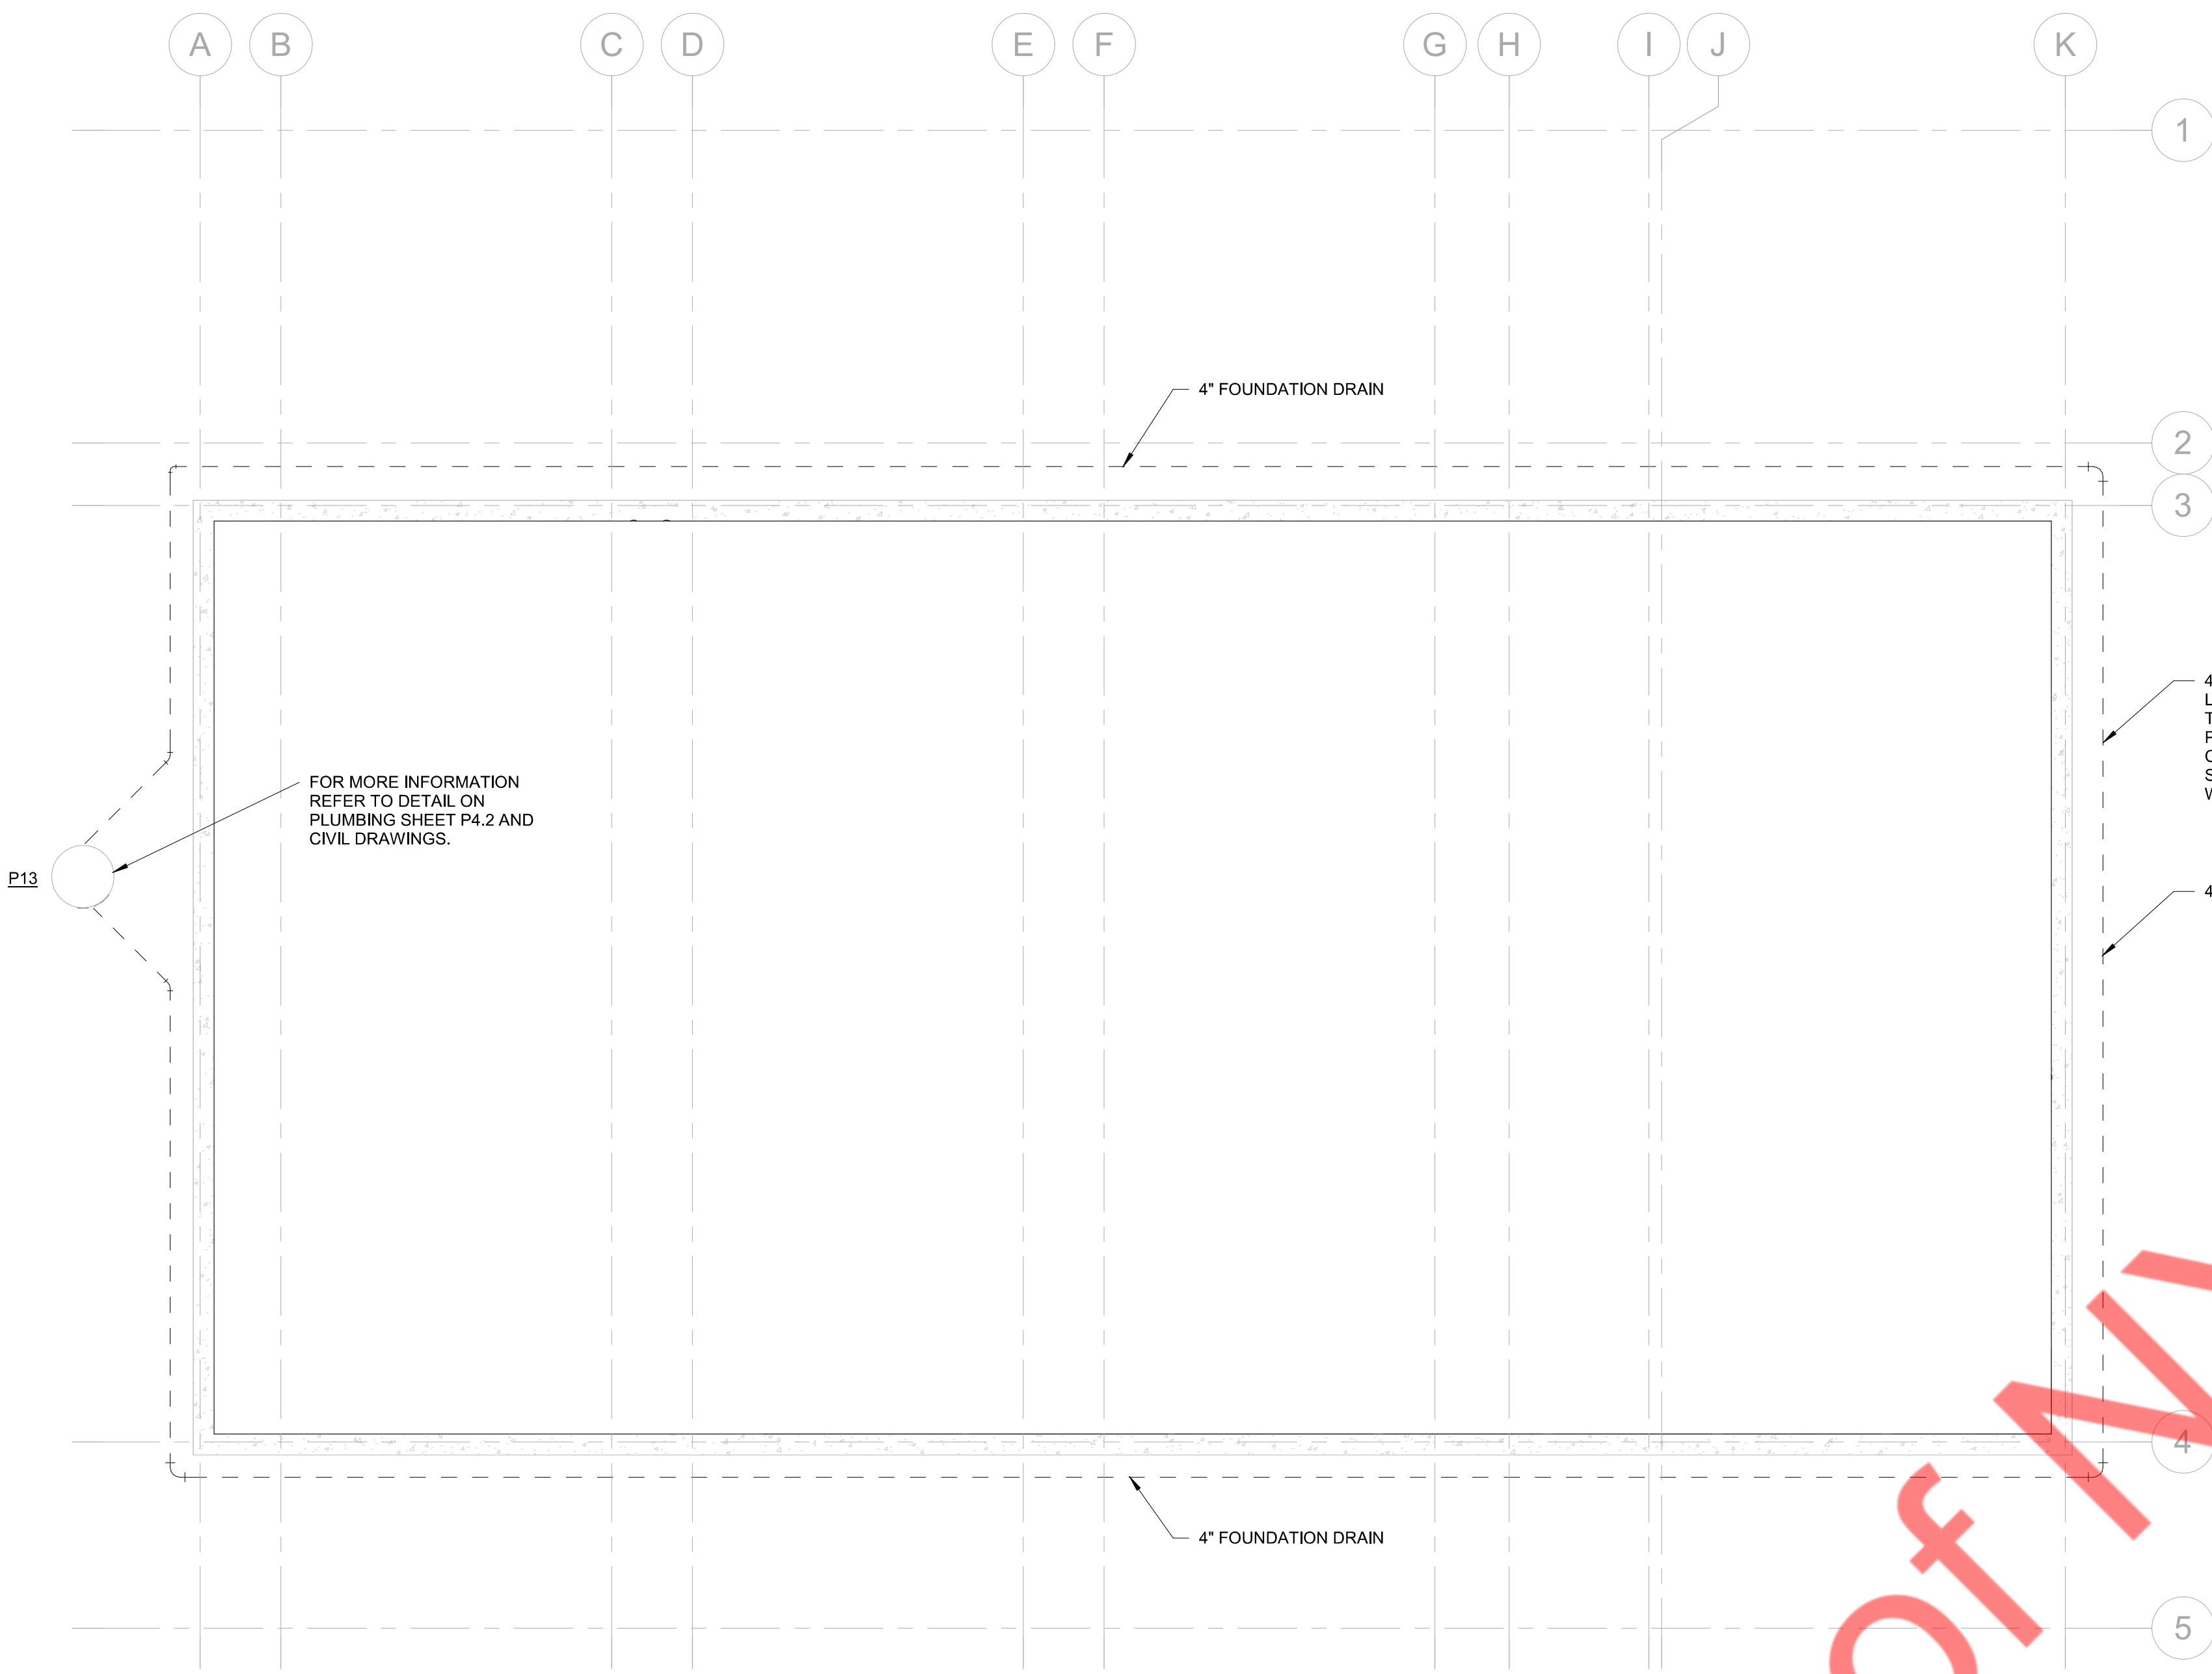 A B C D E F G H I J K
1
4" FOUNDATION DRAIN
2
3
FOR MORE INFORMATION
REFER TO DETAIL ON
PLUMBING SHEET P4.2 AND
CIVIL DRAWINGS.
P13
4
4" FOUNDATION DRAIN
5
of